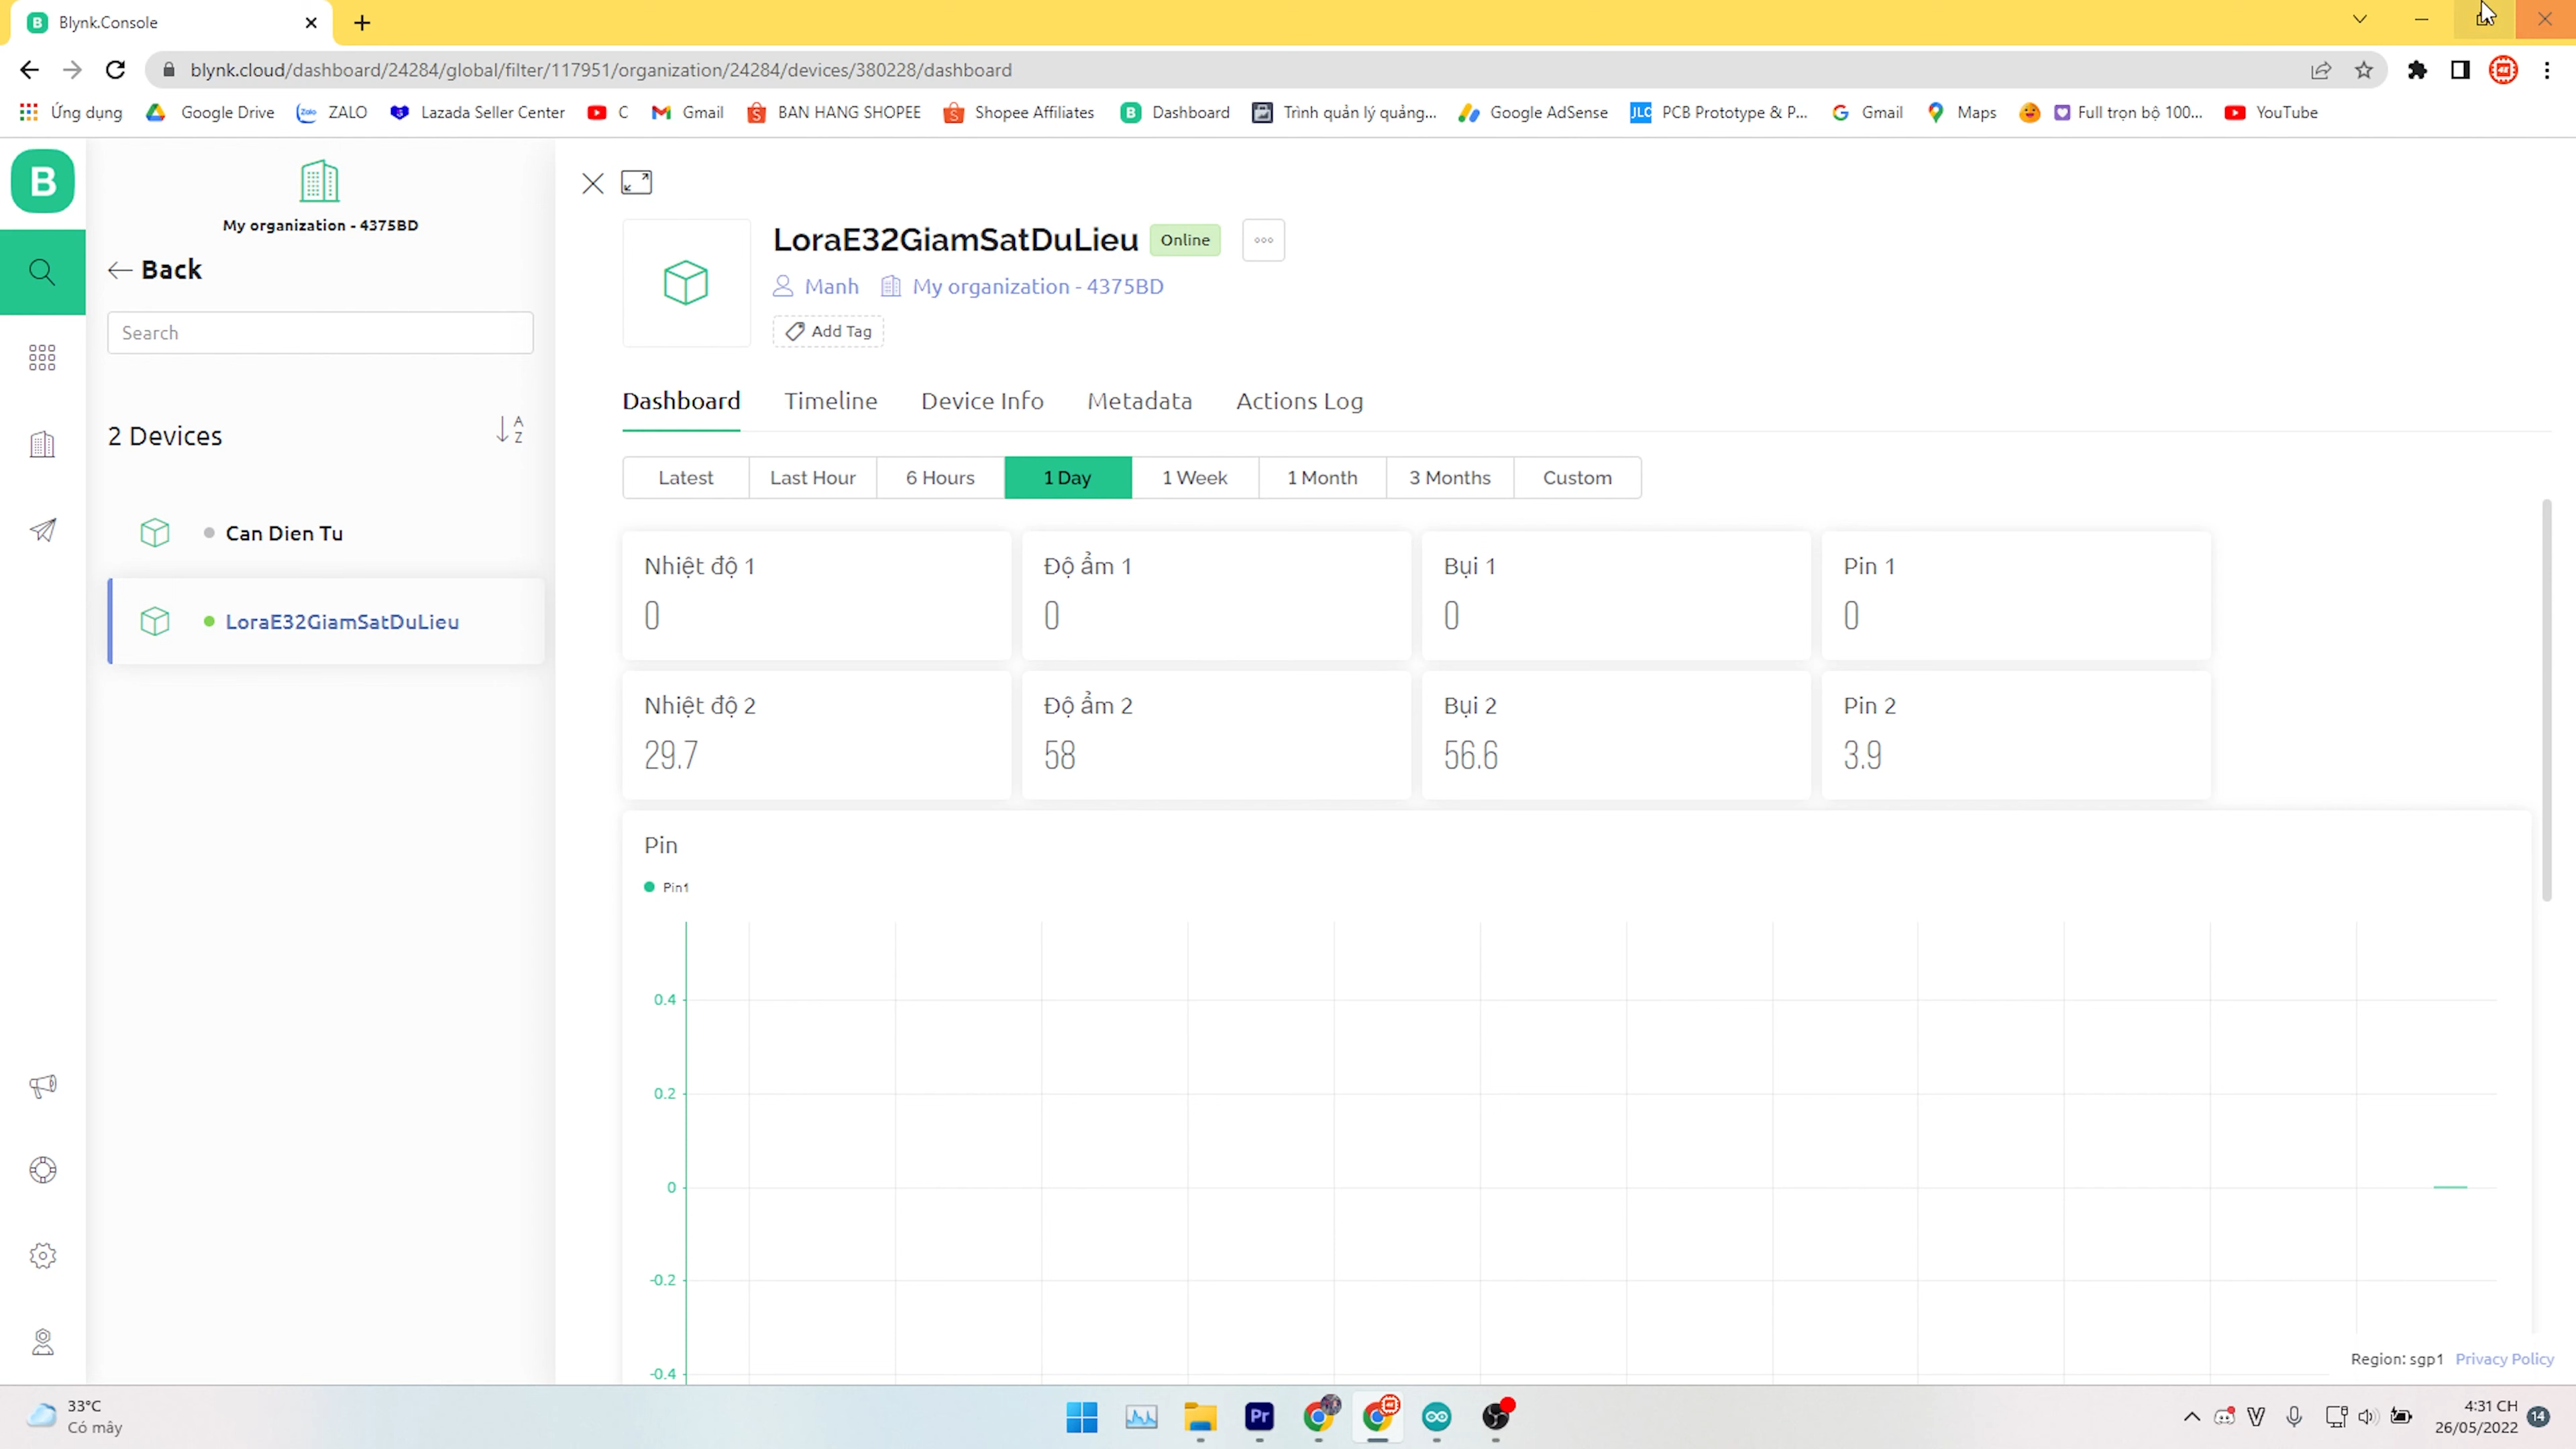 Blynk.Console
blynk.cloud/dashboard/24284/global/filter/117951/organization/24284/devices/380228/dashboard
Ứng dụng Google Drive ZALO Lazada Seller Center C Gmail BAN HANG SHOPEE Shopee Affiliates Dashboard Trình quản lý quảng... Google AdSense PCB Prototype & P... Gmail Maps Full trọn bộ 100... YouTube
B
My organization - 4375BD
Back
Search
2 Devices
A
Z
Can Dien Tu
LoraE32GiamSatDuLieu
LoraE32GiamSatDuLieu Online
Manh My organization - 4375BD
Add Tag
Dashboard Timeline Device Info Metadata Actions Log
Latest Last Hour 6 Hours 1 Day 1 Week 1 Month 3 Months Custom
Nhiệt độ 1 Độ ẩm 1 Bụi 1 Pin 1
0 0 0 0
Nhiệt độ 2 Độ ẩm 2 Bụi 2 Pin 2
29.7 58 56.6 3.9
Pin
Pin1
0.4
0.2
0
-0.2
-0.4
Region: sgp1 Privacy Policy
33°C
Có mây
Pr
4:31 CH
26/05/2022
14